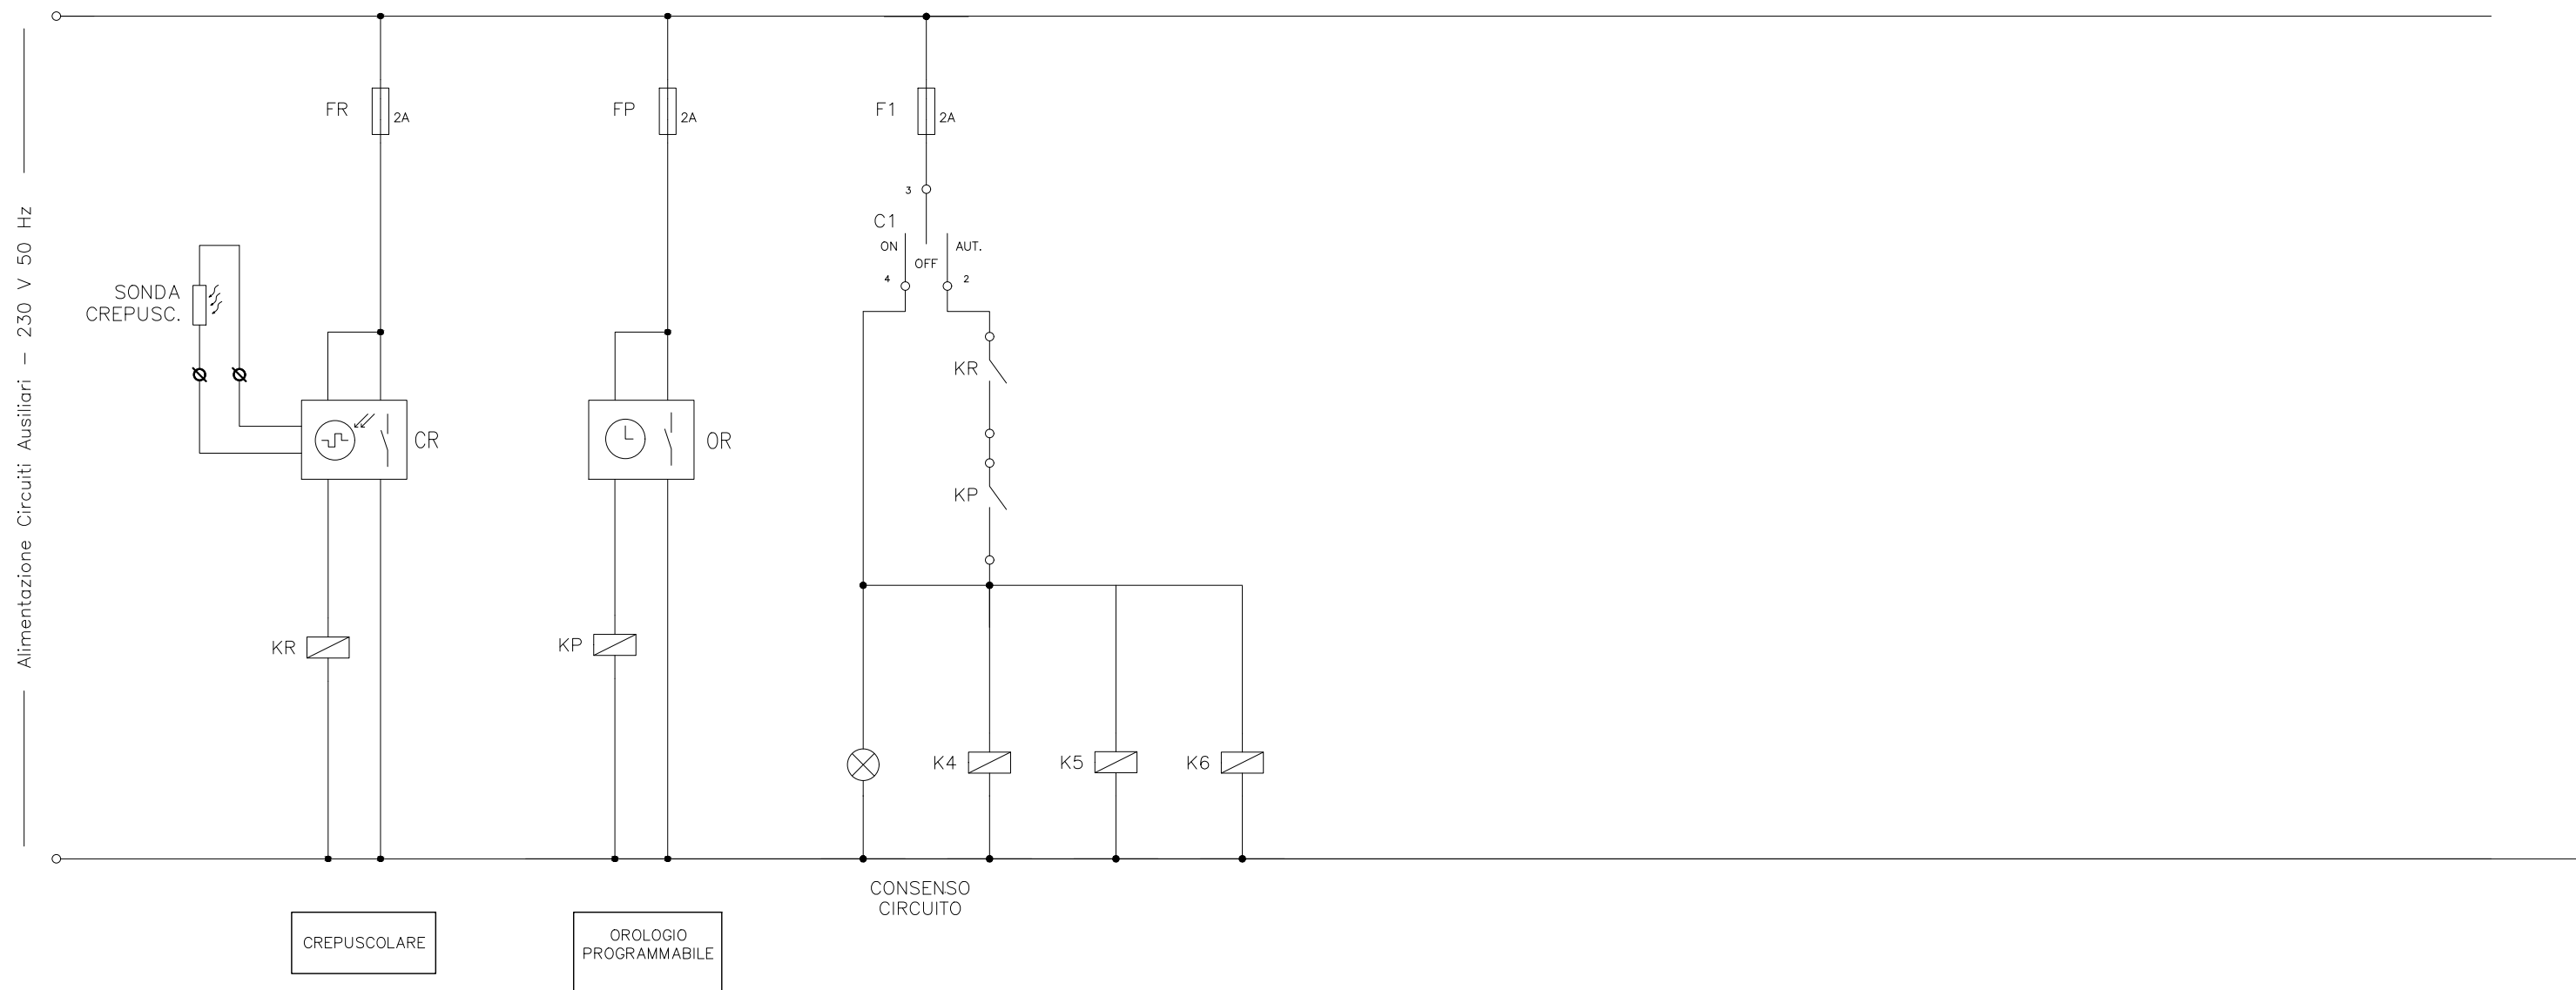 Alimentazione Circuiti Ausiliari - 230 V 50 Hz
FR
2A
FP
2A
F1
2A
3
C1
ON
AUT.
OFF
4
2
SONDA
CREPUSC.
KR
CR
OR
KP
KR
KP
K4
K5
K6
CONSENSO
CIRCUITO
CREPUSCOLARE
OROLOGIO
PROGRAMMABILE